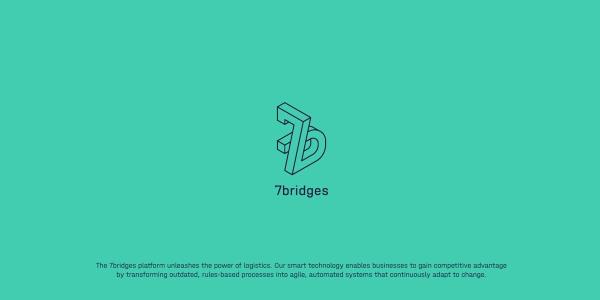 7bridges
The 7bridges platform unleashes the power of logistics. Our smart technology enables businesses to gain competitive advantage
by transforming outdated, rules-based processes into agile, automated systems that continuously adapt to change.